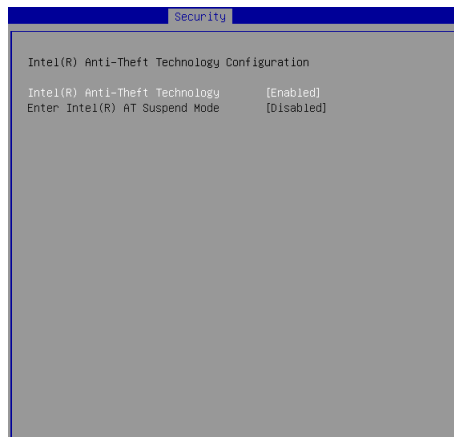 Security
Intel(R) Anti-Theft Technology Configuration
Intel(R) Anti-Theft Technology [Enabled]
Enter Intel(R) AT Suspend Mode [Disabled]